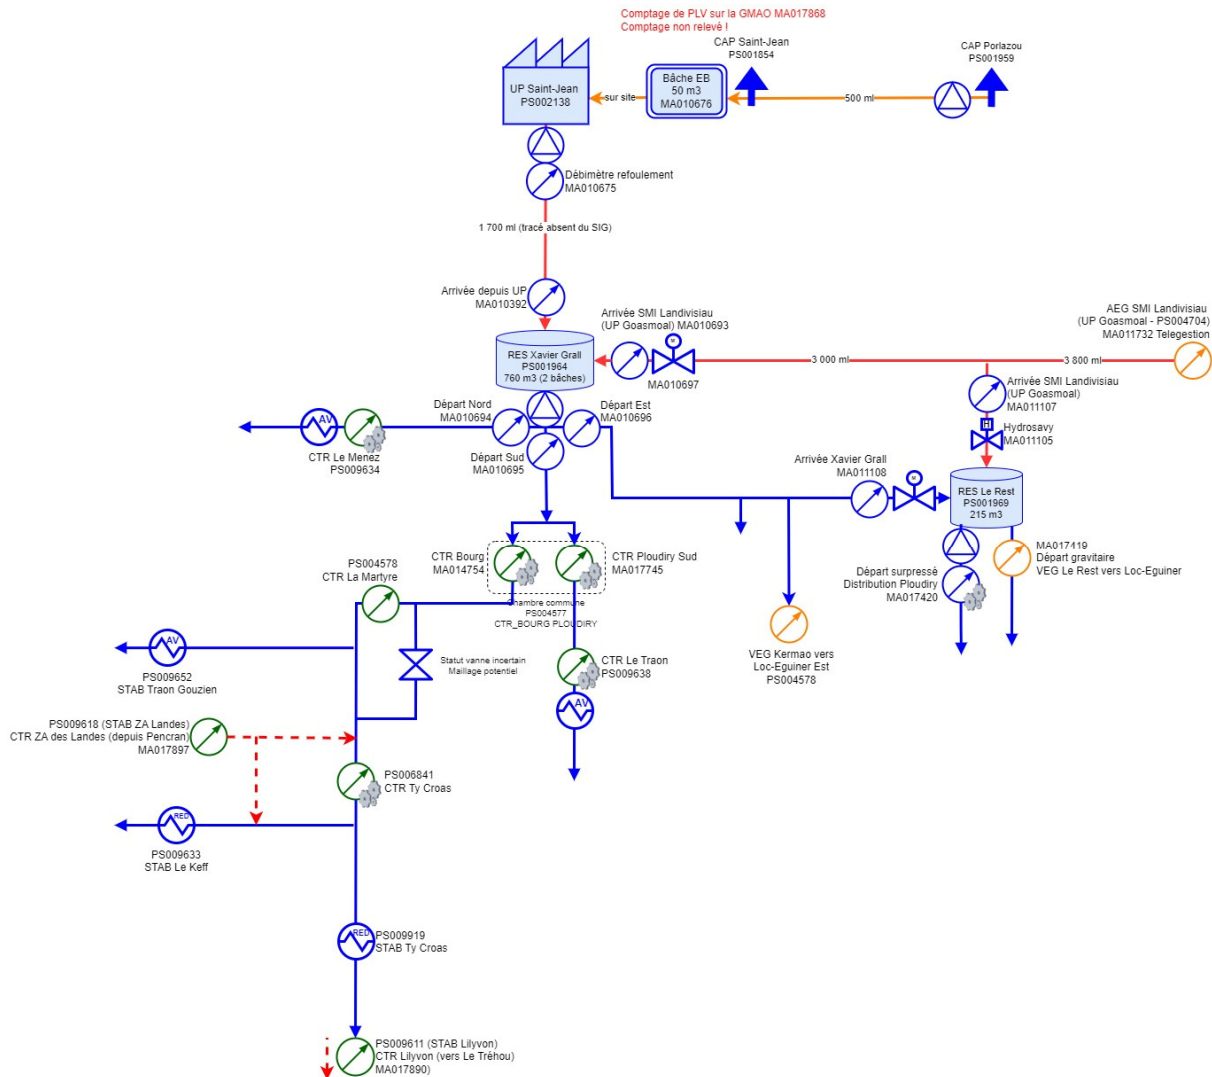 Comptage de PLV sur la GMAO MA017868
Comptage non relevé !
CAP Saint-Jean
PS001854
CAP Porlazou
PS001959
UP Saint-Jean
PS002138
Bâche EB
50 m3
MA010676
sur site
500 ml
Débimètre refoulement
MA010675
1 700 ml (tracé absent du SIG)
Arrivée depuis UP
MA010392
Arrivée SMI Landivisiau
(UP Goasmoal) MA010693
AEG SMI Landivisiau
(UP Goasmoal - PS004704)
MA011732 Telegestion
RES Xavier Grall
PS001964
760 m3 (2 bâches)
M
MA010697
3 000 ml
3 800 ml
Arrivée SMI Landivisiau
(UP Goasmoal)
MA011107
Départ Nord
MA010694
Départ Est
MA010696
H
Hydrosavy
MA011105
AV
CTR Le Menez
PS009634
Départ Sud
MA010695
Arrivée Xavier Grall
MA011108
M
RES Le Rest
PS001969
215 m3
CTR Bourg
MA014754
CTR Ploudiry Sud
MA017745
MA017419
Départ gravitaire
VEG Le Rest vers Loc-Eguiner
PS004578
CTR La Martyre
Départ surpressé
Distribution Ploudiry
MA017420
Chambre commune
PS004577
CTR_BOURG PLOUDIRY
AV
PS009652
STAB Traon Gouzien
Statut vanne incertain
Maillage potentiel
CTR Le Traon
PS009638
VEG Kermao vers
Loc-Eguiner Est
PS004578
AV
PS009618 (STAB ZA Landes)
CTR ZA des Landes (depuis Pencran)
MA017897
PS006841
CTR Ty Croas
RED
PS009633
STAB Le Keff
RED
PS009919
STAB Ty Croas
PS009611 (STAB Lilyvon)
CTR Lilyvon (vers Le Tréhou)
MA017890)